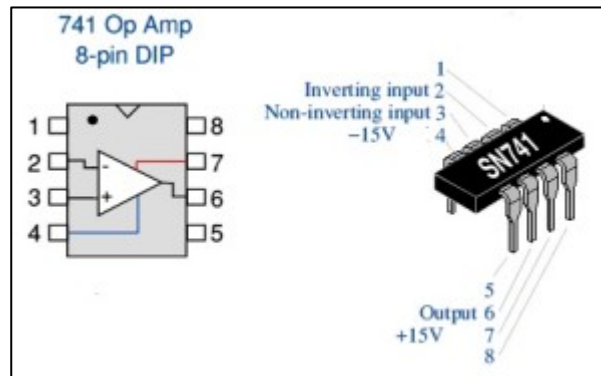 741 Op Amp
8-pin DIP
1
8
2
-
7
3
+
6
4
5
1
Inverting input 2
Non-inverting input 3
−15V 4
SN741
5
Output 6
+15V 7
8